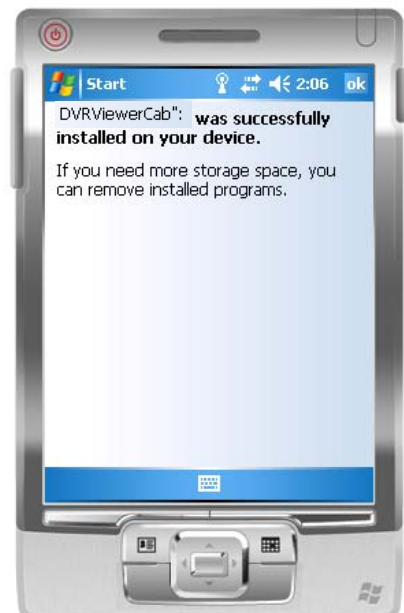 Start 2:06 ok
DVRViewerCab": was successfully
installed on your device.
If you need more storage space, you
can remove installed programs.